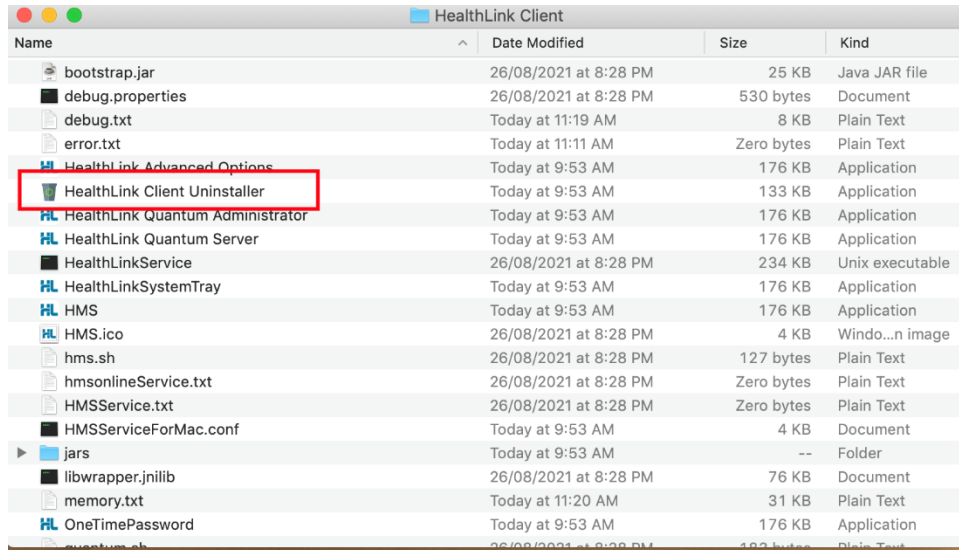 HealthLink Client
Name Date Modified Size Kind
bootstrap.jar 26/08/2021 at 8:28 PM 25 KB Java JAR file
debug.properties 26/08/2021 at 8:28 PM 530 bytes Document
debug.txt Today at 11:19 AM 8 KB Plain Text
error.txt Today at 11:11 AM Zero bytes Plain Text
HL HealthLink Advanced Options Today at 9:53 AM 176 KB Application
HealthLink Client Uninstaller Today at 9:53 AM 133 KB Application
HL HealthLink Quantum Administrator Today at 9:53 AM 176 KB Application
HL HealthLink Quantum Server Today at 9:53 AM 176 KB Application
HealthLinkService 26/08/2021 at 8:28 PM 234 KB Unix executable
HL HealthLinkSystemTray Today at 9:53 AM 176 KB Application
HL HMS Today at 9:53 AM 176 KB Application
HL HMS.ico 26/08/2021 at 8:28 PM 4 KB Windo...n image
hms.sh 26/08/2021 at 8:28 PM 127 bytes Plain Text
hmsonlineService.txt 26/08/2021 at 8:28 PM Zero bytes Plain Text
HMSService.txt 26/08/2021 at 8:28 PM Zero bytes Plain Text
HMSServiceForMac.conf Today at 9:53 AM 4 KB Document
jars Today at 9:53 AM -- Folder
libwrapper.jnilib 26/08/2021 at 8:28 PM 76 KB Document
memory.txt Today at 11:20 AM 31 KB Plain Text
HL OneTimePassword Today at 9:53 AM 176 KB Application